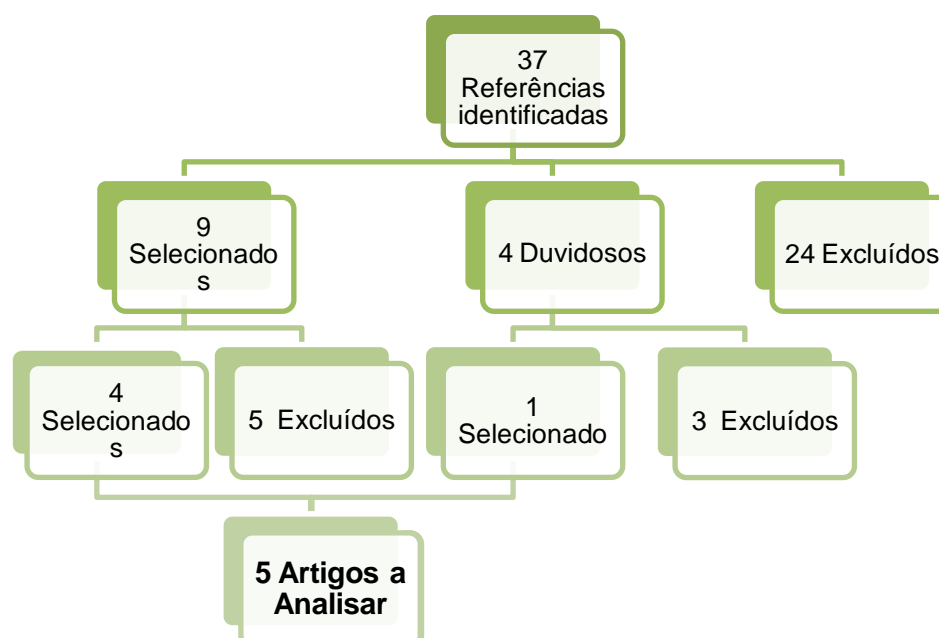 37
Referências
identificadas
9
Selecionado
s
4 Duvidosos
24 Excluídos
4
Selecionado
s
5 Excluídos
1
Selecionado
3 Excluídos
5 Artigos a
Analisar